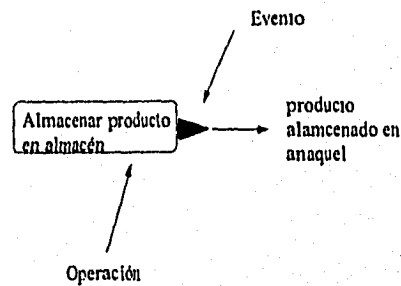 Evento
Almacenar producto
en almacén
producto
alamcenado en
anaquel
Operación